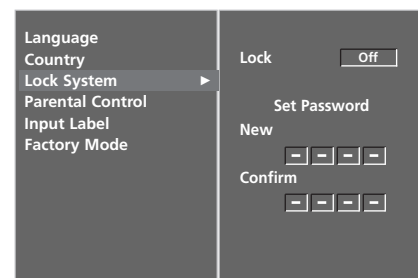 Language
Country
Lock System ►
Parental Control
Input Label
Factory Mode
Lock Off
Set Password
New
– – – –
Confirm
– – – –